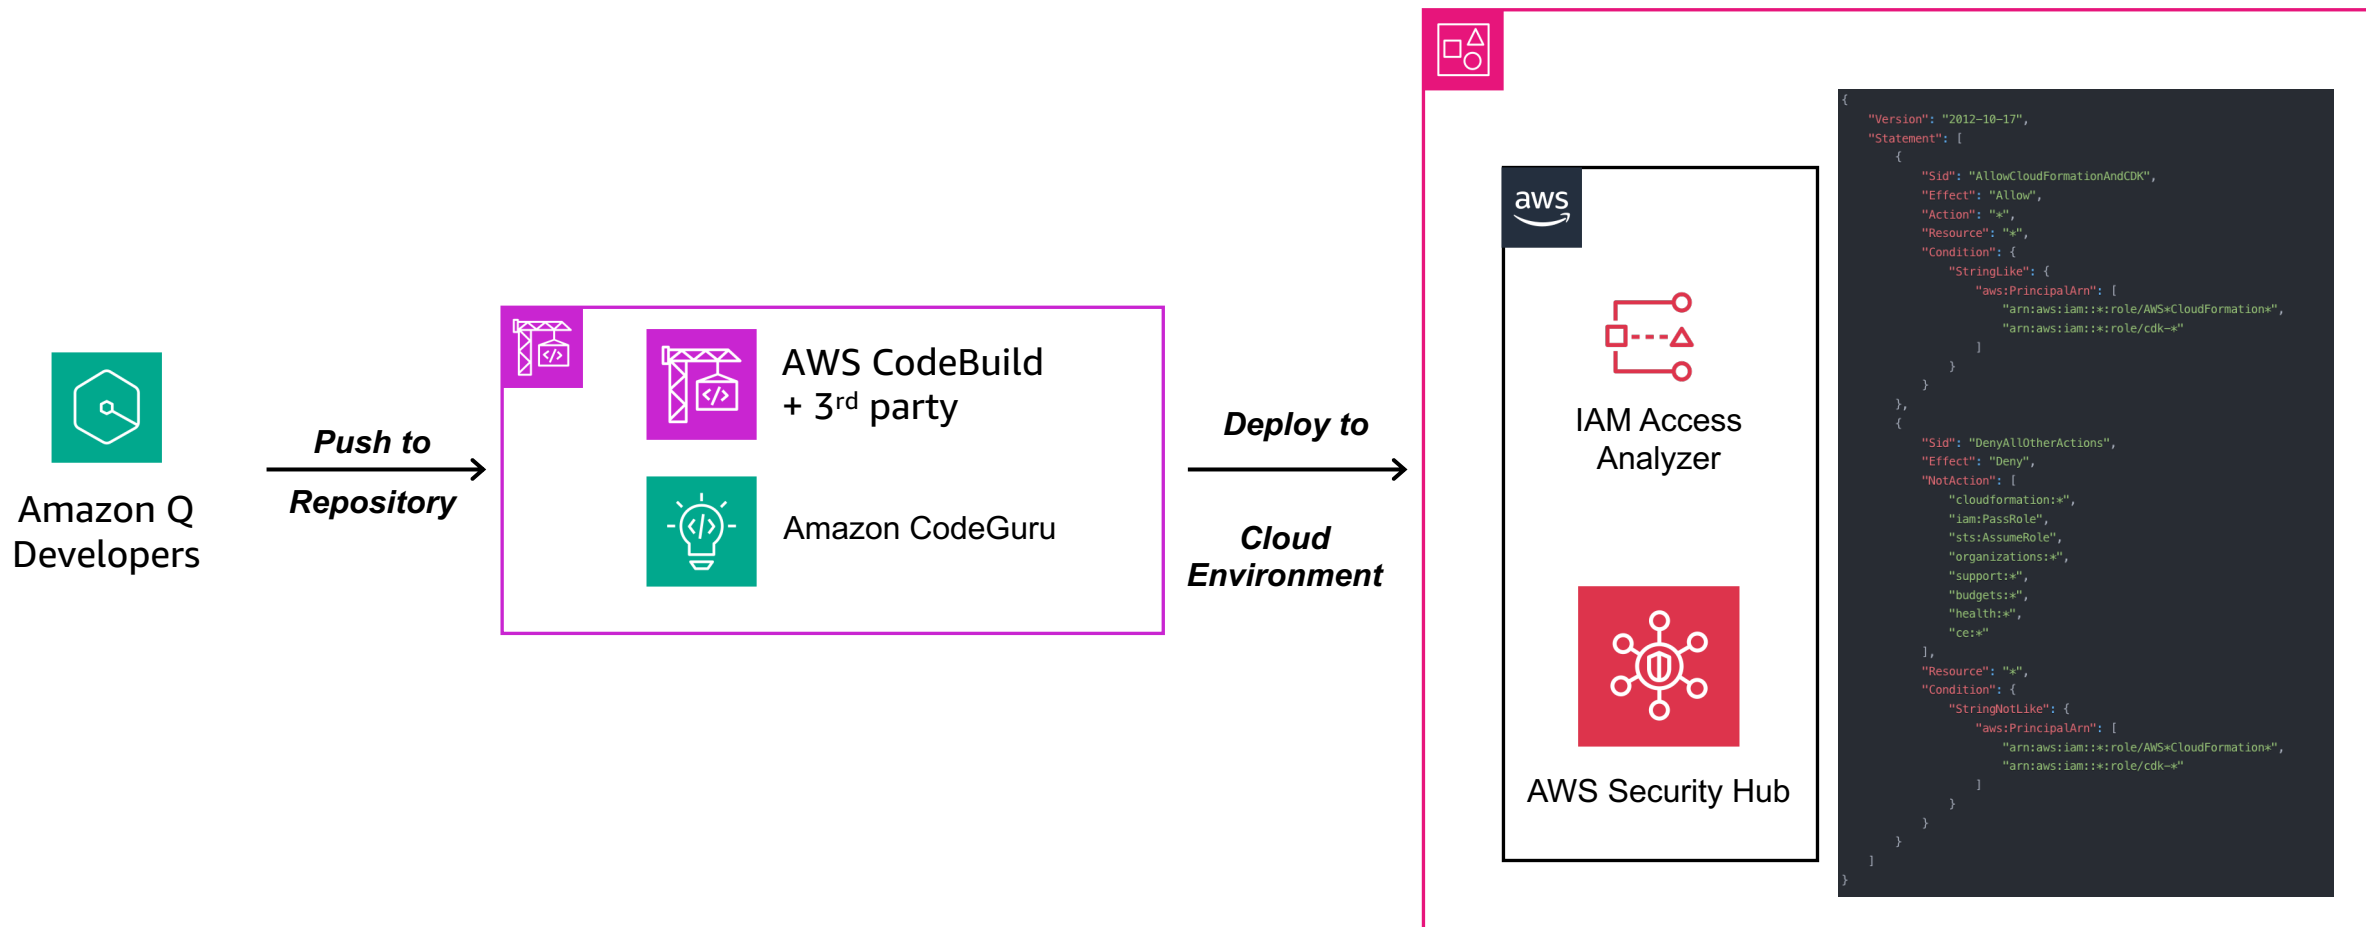 Amazon Q
Developers
Push to
Repository
AWS CodeBuild
+ 3rd party
Amazon CodeGuru
Deploy to
Cloud
Environment
aws
IAM Access
Analyzer
AWS Security Hub
{
"Version": "2012-10-17",
"Statement": [
{
"Sid": "AllowCloudFormationAndCDK",
"Effect": "Allow",
"Action": "*",
"Resource": "*",
"Condition": {
"StringLike": {
"aws:PrincipalArn": [
"arn:aws:iam::*:role/AWS*CloudFormation*",
"arn:aws:iam::*:role/cdk-*"
]
}
}
},
{
"Sid": "DenyAllOtherActions",
"Effect": "Deny",
"NotAction": [
"cloudformation:*",
"iam:PassRole",
"sts:AssumeRole",
"organizations:*",
"support:*",
"budgets:*",
"health:*",
"ce:*"
],
"Resource": "*",
"Condition": {
"StringNotLike": {
"aws:PrincipalArn": [
"arn:aws:iam::*:role/AWS*CloudFormation*",
"arn:aws:iam::*:role/cdk-*"
]
}
}
}
]
}